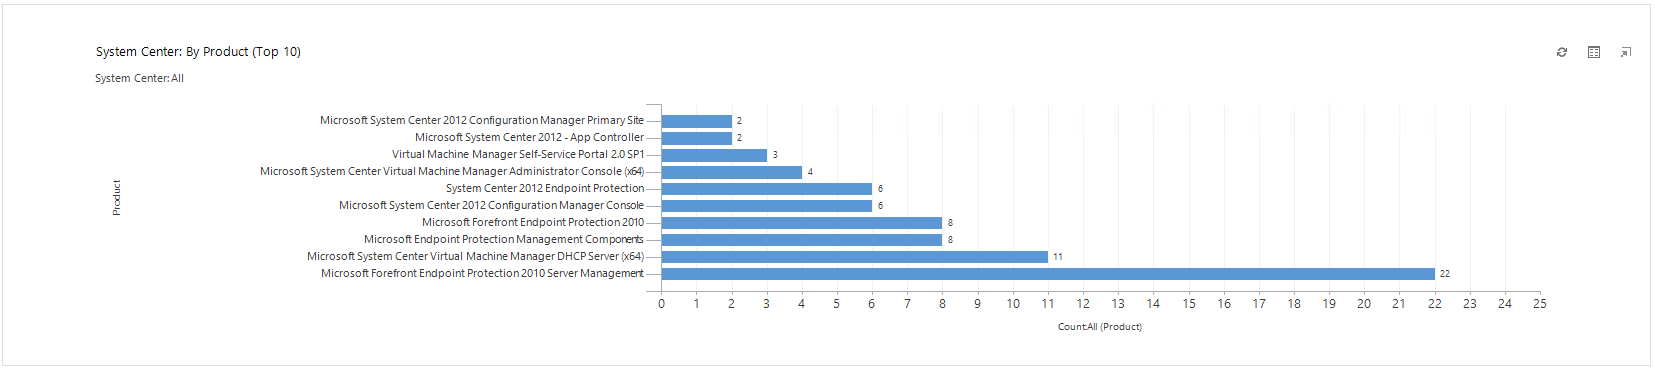 System Center: By Product (Top 10)
System Center:All
Product
Microsoft System Center 2012 Configuration Manager Primary Site 2
Microsoft System Center 2012 - App Controller 2
Virtual Machine Manager Self-Service Portal 2.0 SP1 3
Microsoft System Center Virtual Machine Manager Administrator Console (x64) 4
System Center 2012 Endpoint Protection 6
Microsoft System Center 2012 Configuration Manager Console 6
Microsoft Forefront Endpoint Protection 2010 8
Microsoft Endpoint Protection Management Components 8
Microsoft System Center Virtual Machine Manager DHCP Server (x64) 11
Microsoft Forefront Endpoint Protection 2010 Server Management 22
0 1 2 3 4 5 6 7 8 9 10 11 12 13 14 15 16 17 18 19 20 21 22 23 24 25
Count:All (Product)